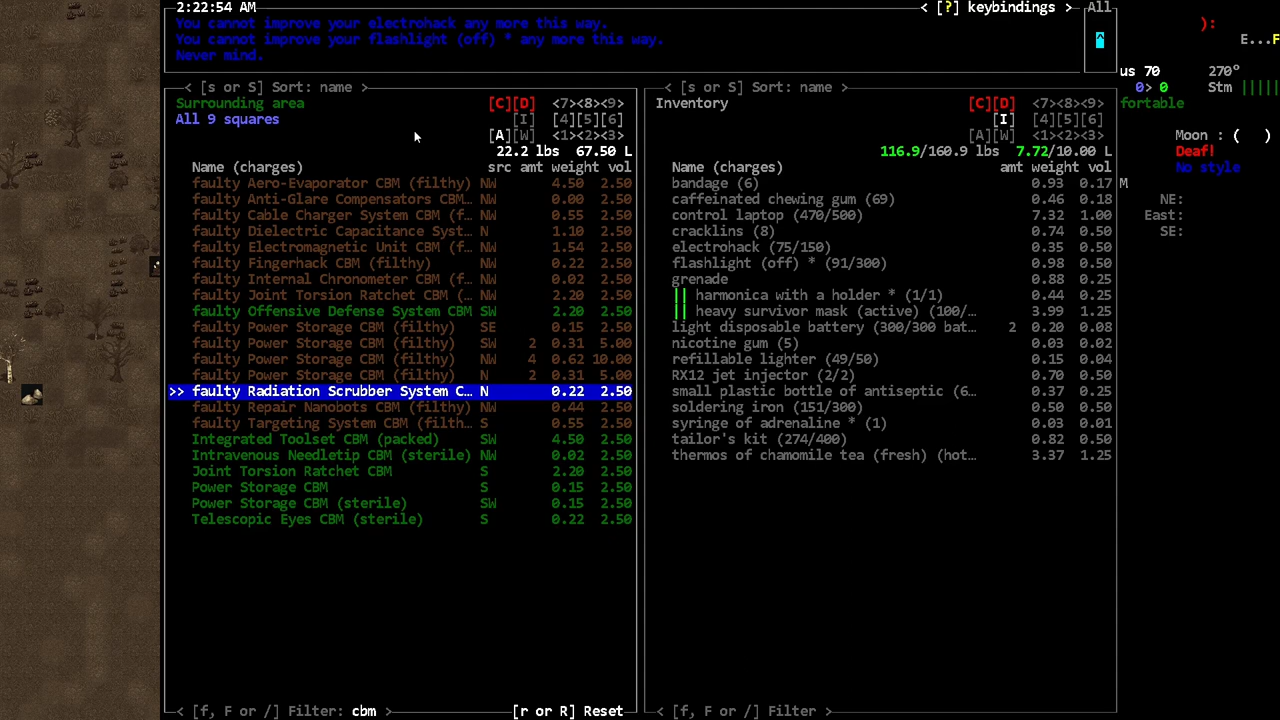 2:22:54 AM
< [?] keybindings >
All
You cannot improve your electrohack any more this way.
You cannot improve your flashlight (off) * any more this way.
Never mind.
^
):
E...F
us 70 270°
0> 0 Stm |||||
fortable
Moon : ( )
Deaf!
No style
M
NE:
East:
SE:
< [s or S] Sort: name >
Surrounding area [C][D] <7><8><9>
All 9 squares [I] [4][5][6]
[A][W] <1><2><3>
22.2 lbs 67.50 L
Name (charges) src amt weight vol
faulty Aero-Evaporator CBM (filthy) NW 4.50 2.50
faulty Anti-Glare Compensators CBM… NW 0.00 2.50
faulty Cable Charger System CBM (f… NW 0.55 2.50
faulty Dielectric Capacitance Syst… N 1.10 2.50
faulty Electromagnetic Unit CBM (f… NW 1.54 2.50
faulty Fingerhack CBM (filthy) NW 0.22 2.50
faulty Internal Chronometer CBM (f… NW 0.02 2.50
faulty Joint Torsion Ratchet CBM (… NW 2.20 2.50
faulty Offensive Defense System CBM SW 2.20 2.50
faulty Power Storage CBM (filthy) SE 0.15 2.50
faulty Power Storage CBM (filthy) SW 2 0.31 5.00
faulty Power Storage CBM (filthy) NW 4 0.62 10.00
faulty Power Storage CBM (filthy) N 2 0.31 5.00
>> faulty Radiation Scrubber System C… N 0.22 2.50
faulty Repair Nanobots CBM (filthy) NW 0.44 2.50
faulty Targeting System CBM (filth… S 0.55 2.50
Integrated Toolset CBM (packed) SW 4.50 2.50
Intravenous Needletip CBM (sterile) NW 0.02 2.50
Joint Torsion Ratchet CBM S 2.20 2.50
Power Storage CBM S 0.15 2.50
Power Storage CBM (sterile) SW 0.15 2.50
Telescopic Eyes CBM (sterile) S 0.22 2.50
< [f, F or /] Filter: cbm > [r or R] Reset
< [s or S] Sort: name >
Inventory [C][D] <7><8><9>
[I] [4][5][6]
[A][W] <1><2><3>
116.9/160.9 lbs 7.72/10.00 L
Name (charges) amt weight vol
bandage (6) 0.93 0.17
caffeinated chewing gum (69) 0.46 0.18
control laptop (470/500) 7.32 1.00
cracklins (8) 0.74 0.50
electrohack (75/150) 0.35 0.50
flashlight (off) * (91/300) 0.98 0.50
grenade 0.88 0.25
|| harmonica with a holder * (1/1) 0.44 0.25
|| heavy survivor mask (active) (100/… 3.99 1.25
light disposable battery (300/300 bat… 2 0.20 0.08
nicotine gum (5) 0.03 0.02
refillable lighter (49/50) 0.15 0.04
RX12 jet injector (2/2) 0.70 0.50
small plastic bottle of antiseptic (6… 0.37 0.25
soldering iron (151/300) 0.50 0.50
syringe of adrenaline * (1) 0.03 0.01
tailor's kit (274/400) 0.82 0.50
thermos of chamomile tea (fresh) (hot… 3.37 1.25
< [f, F or /] Filter >